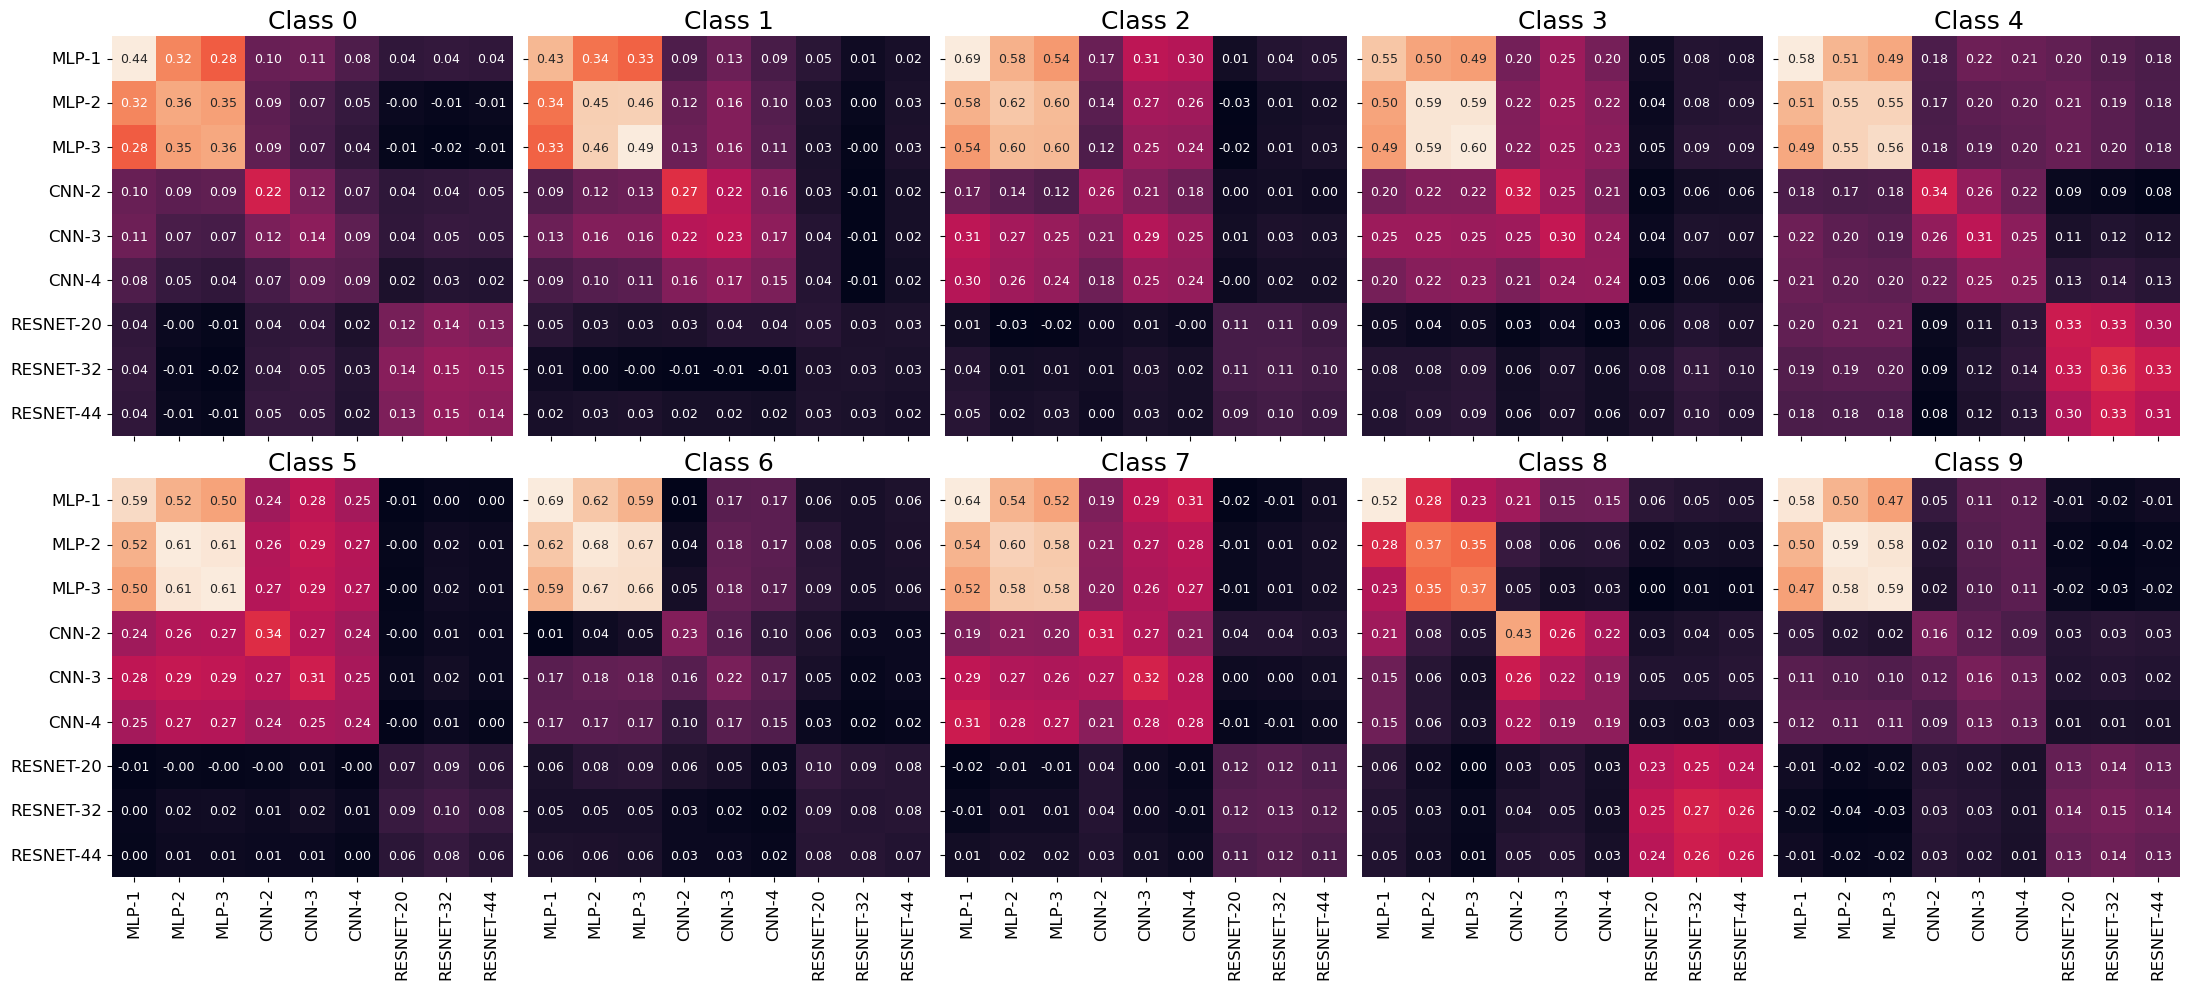 Class 0 Class 1 Class 2 Class 3 Class 4
MLP-1 0.44 0.32 0.28 0.10 0.11 0.08 0.04 0.04 0.04 0.43 0.34 0.33 0.09 0.13 0.09 0.05 0.01 0.02 0.69 0.58 0.54 0.17 0.31 0.30 0.01 0.04 0.05 0.55 0.50 0.49 0.20 0.25 0.20 0.05 0.08 0.08 0.58 0.51 0.49 0.18 0.22 0.21 0.20 0.19 0.18
MLP-2 0.32 0.36 0.35 0.09 0.07 0.05 -0.00 -0.01 -0.01 0.34 0.45 0.46 0.12 0.16 0.10 0.03 0.00 0.03 0.58 0.62 0.60 0.14 0.27 0.26 -0.03 0.01 0.02 0.50 0.59 0.59 0.22 0.25 0.22 0.04 0.08 0.09 0.51 0.55 0.55 0.17 0.20 0.20 0.21 0.19 0.18
MLP-3 0.28 0.35 0.36 0.09 0.07 0.04 -0.01 -0.02 -0.01 0.33 0.46 0.49 0.13 0.16 0.11 0.03 -0.00 0.03 0.54 0.60 0.60 0.12 0.25 0.24 -0.02 0.01 0.03 0.49 0.59 0.60 0.22 0.25 0.23 0.05 0.09 0.09 0.49 0.55 0.56 0.18 0.19 0.20 0.21 0.20 0.18
CNN-2 0.10 0.09 0.09 0.22 0.12 0.07 0.04 0.04 0.05 0.09 0.12 0.13 0.27 0.22 0.16 0.03 -0.01 0.02 0.17 0.14 0.12 0.26 0.21 0.18 0.00 0.01 0.00 0.20 0.22 0.22 0.32 0.25 0.21 0.03 0.06 0.06 0.18 0.17 0.18 0.34 0.26 0.22 0.09 0.09 0.08
CNN-3 0.11 0.07 0.07 0.12 0.14 0.09 0.04 0.05 0.05 0.13 0.16 0.16 0.22 0.23 0.17 0.04 -0.01 0.02 0.31 0.27 0.25 0.21 0.29 0.25 0.01 0.03 0.03 0.25 0.25 0.25 0.25 0.30 0.24 0.04 0.07 0.07 0.22 0.20 0.19 0.26 0.31 0.25 0.11 0.12 0.12
CNN-4 0.08 0.05 0.04 0.07 0.09 0.09 0.02 0.03 0.02 0.09 0.10 0.11 0.16 0.17 0.15 0.04 -0.01 0.02 0.30 0.26 0.24 0.18 0.25 0.24 -0.00 0.02 0.02 0.20 0.22 0.23 0.21 0.24 0.24 0.03 0.06 0.06 0.21 0.20 0.20 0.22 0.25 0.25 0.13 0.14 0.13
RESNET-20 0.04 -0.00 -0.01 0.04 0.04 0.02 0.12 0.14 0.13 0.05 0.03 0.03 0.03 0.04 0.04 0.05 0.03 0.03 0.01 -0.03 -0.02 0.00 0.01 -0.00 0.11 0.11 0.09 0.05 0.04 0.05 0.03 0.04 0.03 0.06 0.08 0.07 0.20 0.21 0.21 0.09 0.11 0.13 0.33 0.33 0.30
RESNET-32 0.04 -0.01 -0.02 0.04 0.05 0.03 0.14 0.15 0.15 0.01 0.00 -0.00 -0.01 -0.01 -0.01 0.03 0.03 0.03 0.04 0.01 0.01 0.01 0.03 0.02 0.11 0.11 0.10 0.08 0.08 0.09 0.06 0.07 0.06 0.08 0.11 0.10 0.19 0.19 0.20 0.09 0.12 0.14 0.33 0.36 0.33
RESNET-44 0.04 -0.01 -0.01 0.05 0.05 0.02 0.13 0.15 0.14 0.02 0.03 0.03 0.02 0.02 0.02 0.03 0.03 0.02 0.05 0.02 0.03 0.00 0.03 0.02 0.09 0.10 0.09 0.08 0.09 0.09 0.06 0.07 0.06 0.07 0.10 0.09 0.18 0.18 0.18 0.08 0.12 0.13 0.30 0.33 0.31
Class 5 Class 6 Class 7 Class 8 Class 9
MLP-1 0.59 0.52 0.50 0.24 0.28 0.25 -0.01 0.00 0.00 0.69 0.62 0.59 0.01 0.17 0.17 0.06 0.05 0.06 0.64 0.54 0.52 0.19 0.29 0.31 -0.02 -0.01 0.01 0.52 0.28 0.23 0.21 0.15 0.15 0.06 0.05 0.05 0.58 0.50 0.47 0.05 0.11 0.12 -0.01 -0.02 -0.01
MLP-2 0.52 0.61 0.61 0.26 0.29 0.27 -0.00 0.02 0.01 0.62 0.68 0.67 0.04 0.18 0.17 0.08 0.05 0.06 0.54 0.60 0.58 0.21 0.27 0.28 -0.01 0.01 0.02 0.28 0.37 0.35 0.08 0.06 0.06 0.02 0.03 0.03 0.50 0.59 0.58 0.02 0.10 0.11 -0.02 -0.04 -0.02
MLP-3 0.50 0.61 0.61 0.27 0.29 0.27 -0.00 0.02 0.01 0.59 0.67 0.66 0.05 0.18 0.17 0.09 0.05 0.06 0.52 0.58 0.58 0.20 0.26 0.27 -0.01 0.01 0.02 0.23 0.35 0.37 0.05 0.03 0.03 0.00 0.01 0.01 0.47 0.58 0.59 0.02 0.10 0.11 -0.02 -0.03 -0.02
CNN-2 0.24 0.26 0.27 0.34 0.27 0.24 -0.00 0.01 0.01 0.01 0.04 0.05 0.23 0.16 0.10 0.06 0.03 0.03 0.19 0.21 0.20 0.31 0.27 0.21 0.04 0.04 0.03 0.21 0.08 0.05 0.43 0.26 0.22 0.03 0.04 0.05 0.05 0.02 0.02 0.16 0.12 0.09 0.03 0.03 0.03
CNN-3 0.28 0.29 0.29 0.27 0.31 0.25 0.01 0.02 0.01 0.17 0.18 0.18 0.16 0.22 0.17 0.05 0.02 0.03 0.29 0.27 0.26 0.27 0.32 0.28 0.00 0.00 0.01 0.15 0.06 0.03 0.26 0.22 0.19 0.05 0.05 0.05 0.11 0.10 0.10 0.12 0.16 0.13 0.02 0.03 0.02
CNN-4 0.25 0.27 0.27 0.24 0.25 0.24 -0.00 0.01 0.00 0.17 0.17 0.17 0.10 0.17 0.15 0.03 0.02 0.02 0.31 0.28 0.27 0.21 0.28 0.28 -0.01 -0.01 0.00 0.15 0.06 0.03 0.22 0.19 0.19 0.03 0.03 0.03 0.12 0.11 0.11 0.09 0.13 0.13 0.01 0.01 0.01
RESNET-20 -0.01 -0.00 -0.00 -0.00 0.01 -0.00 0.07 0.09 0.06 0.06 0.08 0.09 0.06 0.05 0.03 0.10 0.09 0.08 -0.02 -0.01 -0.01 0.04 0.00 -0.01 0.12 0.12 0.11 0.06 0.02 0.00 0.03 0.05 0.03 0.23 0.25 0.24 -0.01 -0.02 -0.02 0.03 0.02 0.01 0.13 0.14 0.13
RESNET-32 0.00 0.02 0.02 0.01 0.02 0.01 0.09 0.10 0.08 0.05 0.05 0.05 0.03 0.02 0.02 0.09 0.08 0.08 -0.01 0.01 0.01 0.04 0.00 -0.01 0.12 0.13 0.12 0.05 0.03 0.01 0.04 0.05 0.03 0.25 0.27 0.26 -0.02 -0.04 -0.03 0.03 0.03 0.01 0.14 0.15 0.14
RESNET-44 0.00 0.01 0.01 0.01 0.01 0.00 0.06 0.08 0.06 0.06 0.06 0.06 0.03 0.03 0.02 0.08 0.08 0.07 0.01 0.02 0.02 0.03 0.01 0.00 0.11 0.12 0.11 0.05 0.03 0.01 0.05 0.05 0.03 0.24 0.26 0.26 -0.01 -0.02 -0.02 0.03 0.02 0.01 0.13 0.14 0.13
MLP-1 MLP-2 MLP-3 CNN-2 CNN-3 CNN-4 RESNET-20 RESNET-32 RESNET-44 MLP-1 MLP-2 MLP-3 CNN-2 CNN-3 CNN-4 RESNET-20 RESNET-32 RESNET-44 MLP-1 MLP-2 MLP-3 CNN-2 CNN-3 CNN-4 RESNET-20 RESNET-32 RESNET-44 MLP-1 MLP-2 MLP-3 CNN-2 CNN-3 CNN-4 RESNET-20 RESNET-32 RESNET-44 MLP-1 MLP-2 MLP-3 CNN-2 CNN-3 CNN-4 RESNET-20 RESNET-32 RESNET-44